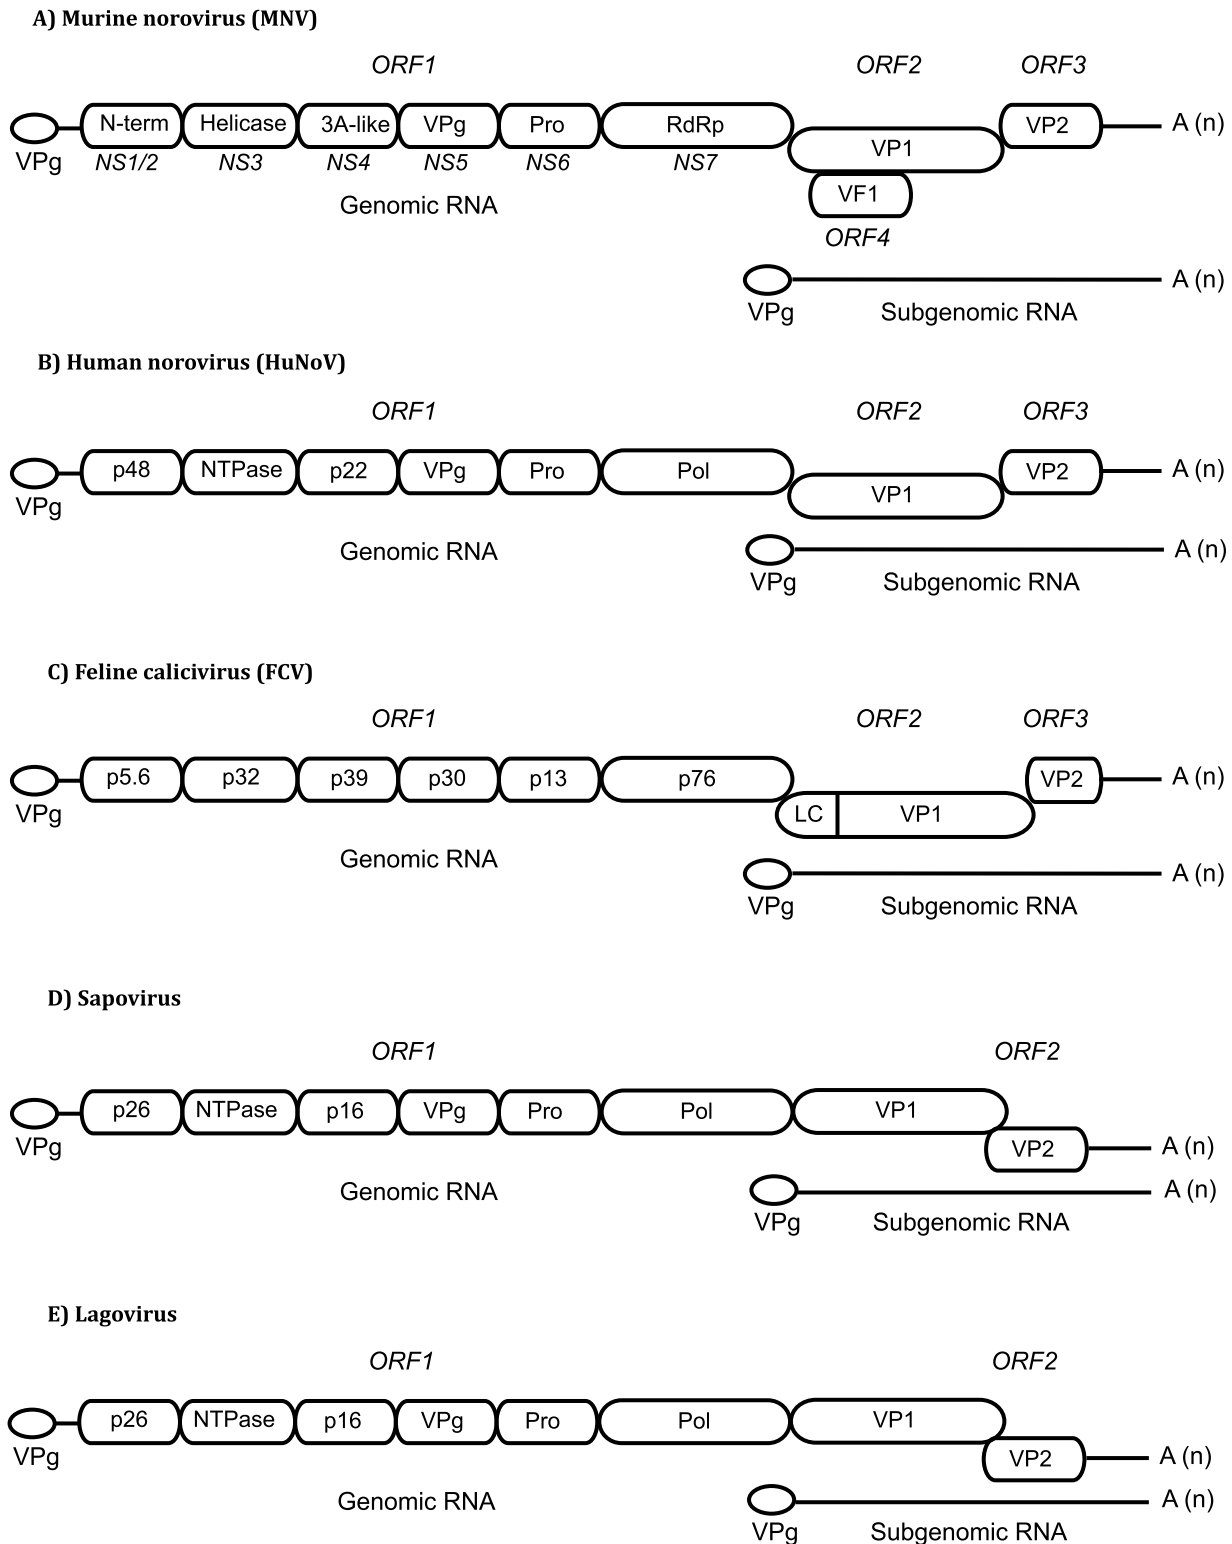 A) Murine norovirus (MNV)
ORF1 ORF2 ORF3
N-term Helicase 3A-like VPg Pro RdRp VP1 VP2 A (n)
VPg NS1/2 NS3 NS4 NS5 NS6 NS7
VF1
Genomic RNA
ORF4
A (n)
VPg Subgenomic RNA
B) Human norovirus (HuNoV)
ORF1 ORF2 ORF3
p48 NTPase p22 VPg Pro Pol VP1 VP2 A (n)
VPg
Genomic RNA A (n)
VPg Subgenomic RNA
C) Feline calicivirus (FCV)
ORF1 ORF2 ORF3
p5.6 p32 p39 p30 p13 p76 VP2 A (n)
VPg LC VP1
Genomic RNA A (n)
VPg Subgenomic RNA
D) Sapovirus
ORF1 ORF2
p26 NTPase p16 VPg Pro Pol VP1
VPg VP2 A (n)
Genomic RNA A (n)
VPg Subgenomic RNA
E) Lagovirus
ORF1 ORF2
p26 NTPase p16 VPg Pro Pol VP1
VPg VP2 A (n)
Genomic RNA A (n)
VPg Subgenomic RNA